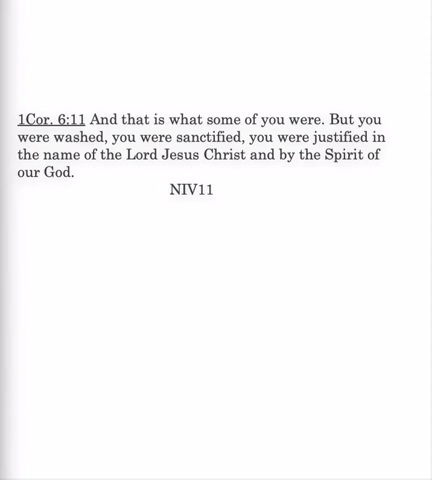 1Cor. 6:11 And that is what some of you were. But you
were washed, you were sanctified, you were justified in
the name of the Lord Jesus Christ and by the Spirit of
our God.
NIV11